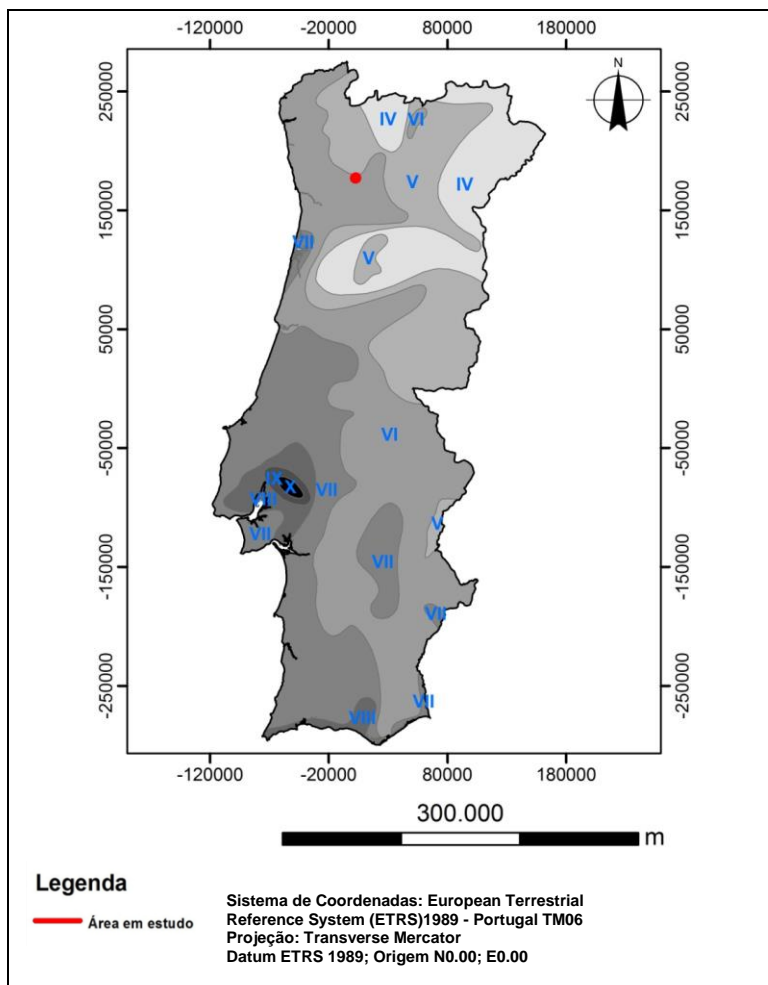 -120000 -20000 80000 180000
N
250000 250000
IV VI
V IV
150000 150000
VII
V
50000 50000
VI
-50000 -50000
IX X VII
VIII
V
VII
VII
-150000 -150000
VII
-250000 -250000
VII
VIII
-120000 -20000 80000 180000
300.000
m
Legenda
Área em estudo
Sistema de Coordenadas: European Terrestrial
Reference System (ETRS)1989 - Portugal TM06
Projeção: Transverse Mercator
Datum ETRS 1989; Origem N0.00; E0.00